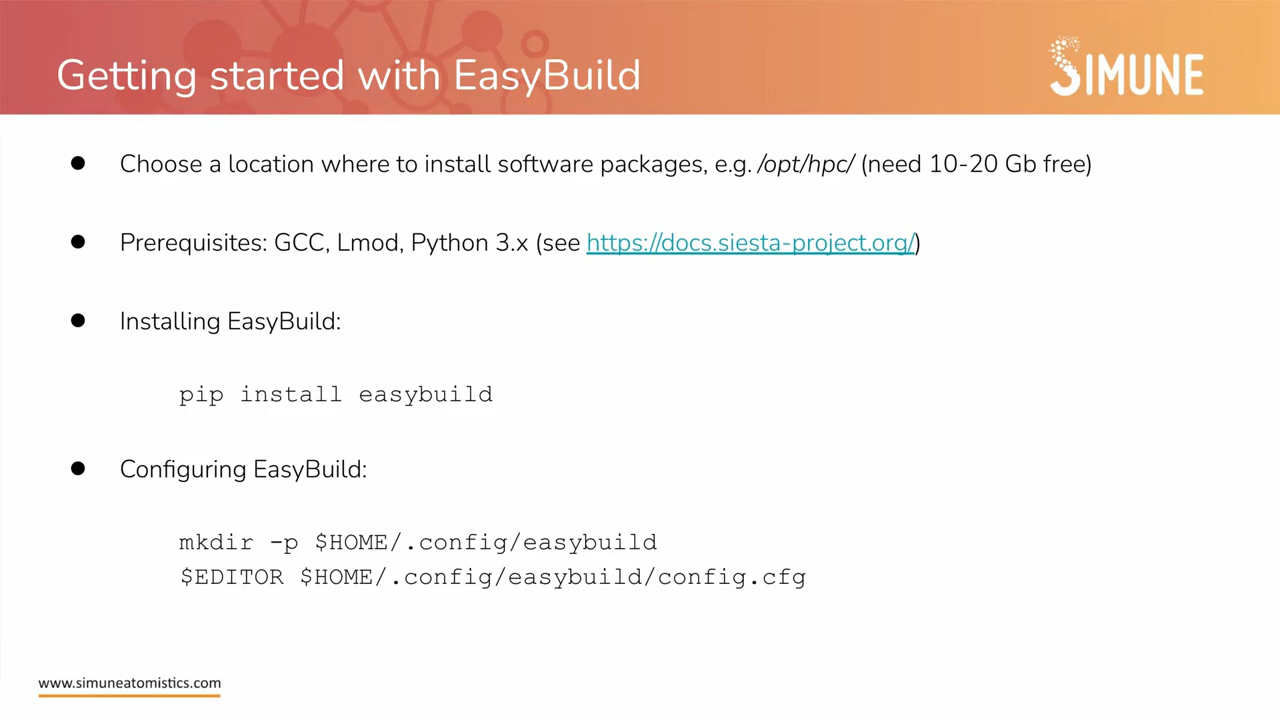 Getting started with EasyBuild
SIMUNE
● Choose a location where to install software packages, e.g. /opt/hpc/ (need 10-20 Gb free)
● Prerequisites: GCC, Lmod, Python 3.x (see https://docs.siesta-project.org/)
● Installing EasyBuild:
pip install easybuild
● Configuring EasyBuild:
mkdir -p $HOME/.config/easybuild
$EDITOR $HOME/.config/easybuild/config.cfg
www.simuneatomistics.com